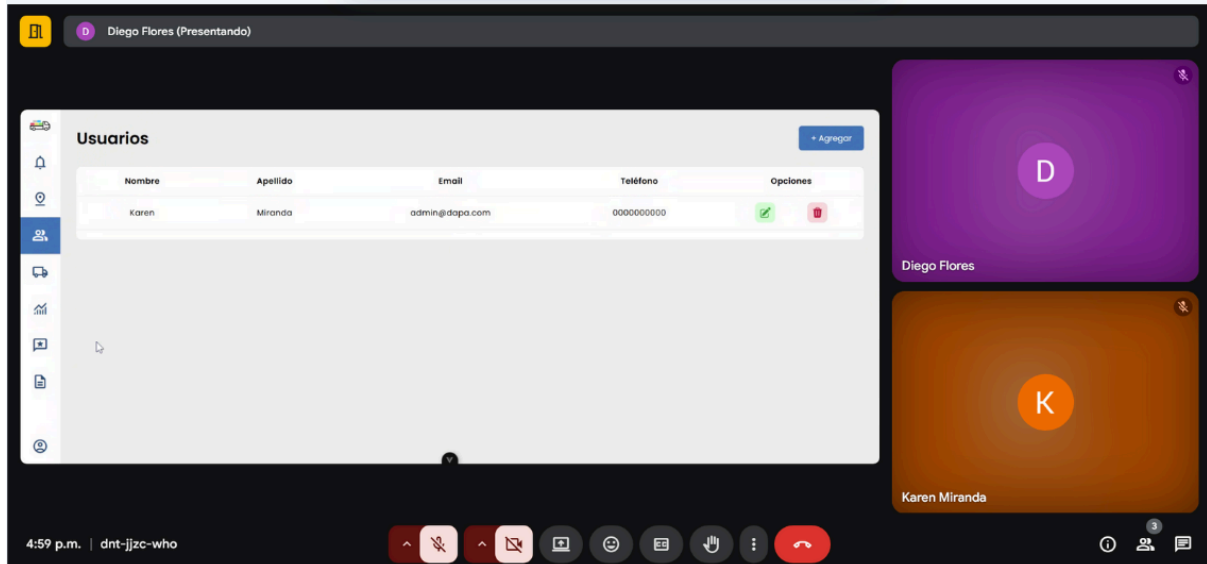 D Diego Flores (Presentando)
Usuarios
+ Agregar
Nombre Apellido Email Teléfono Opciones
Karen Miranda admin@dapa.com 0000000000
D
Diego Flores
K
Karen Miranda
4:59 p.m. | dnt-jjzc-who
3